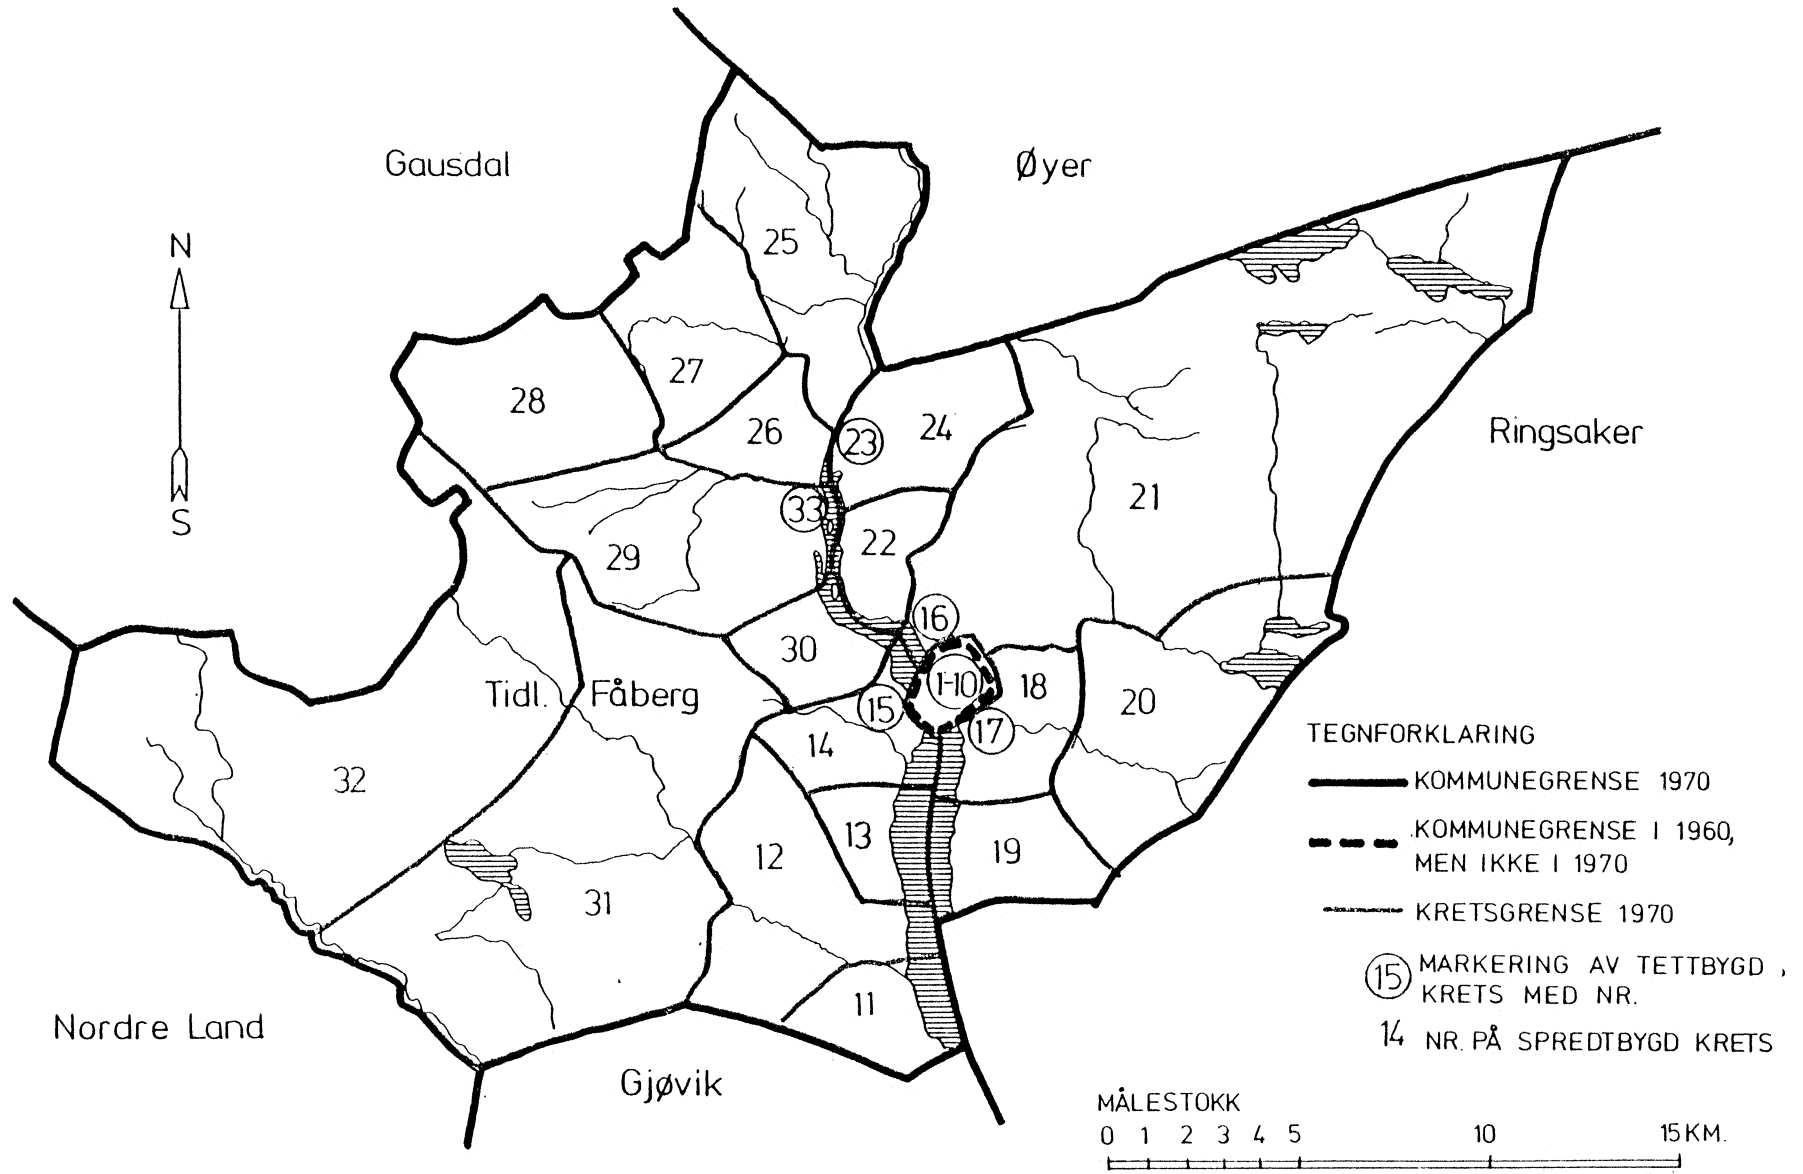 Gausdal
Øyer
N
25
27
28
26
24
23
Ringsaker
21
33
S
22
29
16
30
1-10
18
Tidl. Fåberg
15
20
17
14
32
13
12
19
31
11
Nordre Land
Gjøvik
TEGNFORKLARING
KOMMUNEGRENSE 1970
KOMMUNEGRENSE I 1960,
MEN IKKE I 1970
KRETSGRENSE 1970
15 MARKERING AV TETTBYGD,
KRETS MED NR.
14 NR. PÅ SPREDTBYGD KRETS
MÅLESTOKK
0 1 2 3 4 5 10 15 KM.